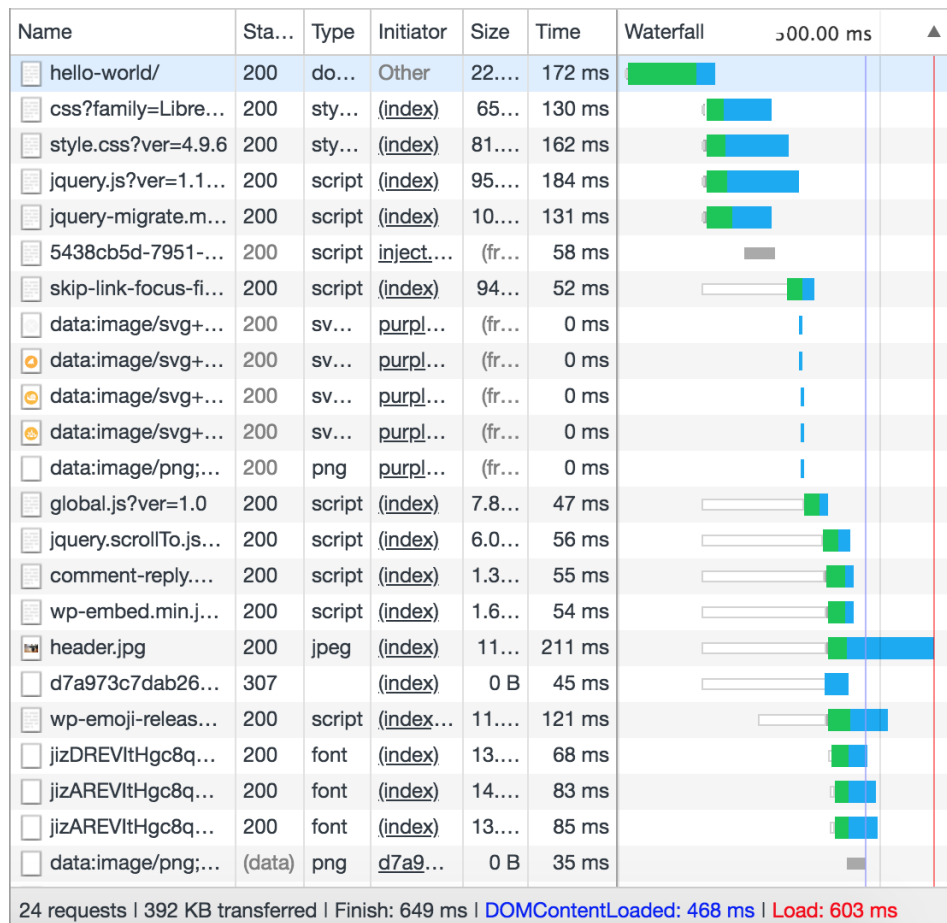 Name Sta... Type Initiator Size Time Waterfall 500.00 ms ▲
hello-world/ 200 do... Other 22.... 172 ms
css?family=Libre... 200 sty... (index) 65... 130 ms
style.css?ver=4.9.6 200 sty... (index) 81.... 162 ms
jquery.js?ver=1.1... 200 script (index) 95.... 184 ms
jquery-migrate.m... 200 script (index) 10.... 131 ms
5438cb5d-7951-... 200 script inject.... (fr... 58 ms
skip-link-focus-fi... 200 script (index) 94... 52 ms
data:image/svg+... 200 sv... purpl... (fr... 0 ms
data:image/svg+... 200 sv... purpl... (fr... 0 ms
data:image/svg+... 200 sv... purpl... (fr... 0 ms
data:image/svg+... 200 sv... purpl... (fr... 0 ms
data:image/png;... 200 png purpl... (fr... 0 ms
global.js?ver=1.0 200 script (index) 7.8... 47 ms
jquery.scrollTo.js... 200 script (index) 6.0... 56 ms
comment-reply.... 200 script (index) 1.3... 55 ms
wp-embed.min.j... 200 script (index) 1.6... 54 ms
header.jpg 200 jpeg (index) 11... 211 ms
d7a973c7dab26... 307 (index) 0 B 45 ms
wp-emoji-releas... 200 script (index... 11.... 121 ms
jizDREVItHgc8q... 200 font (index) 13.... 68 ms
jizAREVItHgc8q... 200 font (index) 14.... 83 ms
jizAREVItHgc8q... 200 font (index) 13.... 85 ms
data:image/png;... (data) png d7a9... 0 B 35 ms
24 requests | 392 KB transferred | Finish: 649 ms | DOMContentLoaded: 468 ms | Load: 603 ms